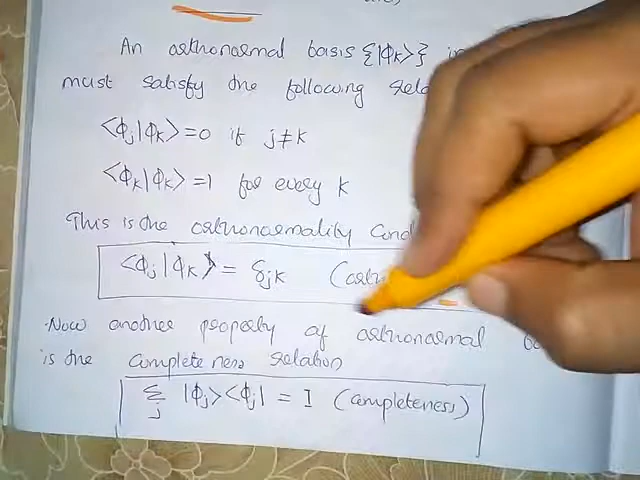 An orthonormal basis {|ϕk>}
must satisfy the following
<ϕj|ϕk> = 0 if j≠k
<ϕk|ϕk> = 1 for every k
This is the orthonormality
<ϕj|ϕk> = δjk
Now another property of orthonormal
is the completeness relation
Σj |ϕj><ϕj| = I (completeness)